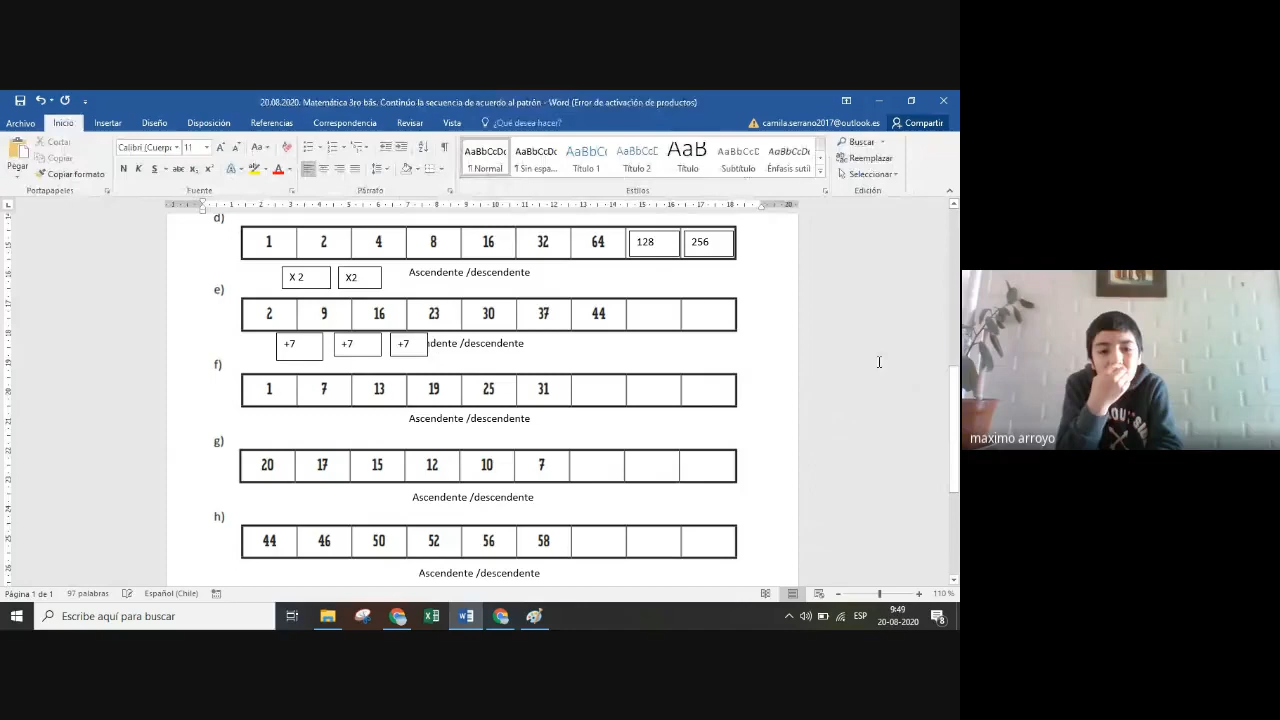 20.08.2020. Matemática 3ro bás. Continúo la secuencia de acuerdo al patrón - Word (Error de activación de productos)
Archivo Inicio Insertar Diseño Disposición Referencias Correspondencia Revisar Vista ¿Qué desea hacer? camila.serrano2017@outlook.es Compartir
Pegar Cortar Copiar Copiar formato
Calibri (Cuerp 11
N K S abc x₂ x²
AaBbCcDc AaBbCcDc AaBbCc AaBbCcC AaB AaBbCcC AaBbCcDc
¶ Normal ¶ Sin espa... Título 1 Título 2 Título Subtítulo Énfasis sutil
Buscar
Reemplazar
Seleccionar
Portapapeles Fuente Párrafo Estilos Edición
d)
1 2 4 8 16 32 64 128 256
X 2 X2 Ascendente /descendente
e)
2 9 16 23 30 37 44
+7 +7 +7 dente /descendente
f)
1 7 13 19 25 31
Ascendente /descendente
g)
20 17 15 12 10 7
Ascendente /descendente
h)
44 46 50 52 56 58
Ascendente /descendente
maximo arroyo
Página 1 de 1 97 palabras Español (Chile) 110 %
Escribe aquí para buscar ESP 9:49
20-08-2020 8